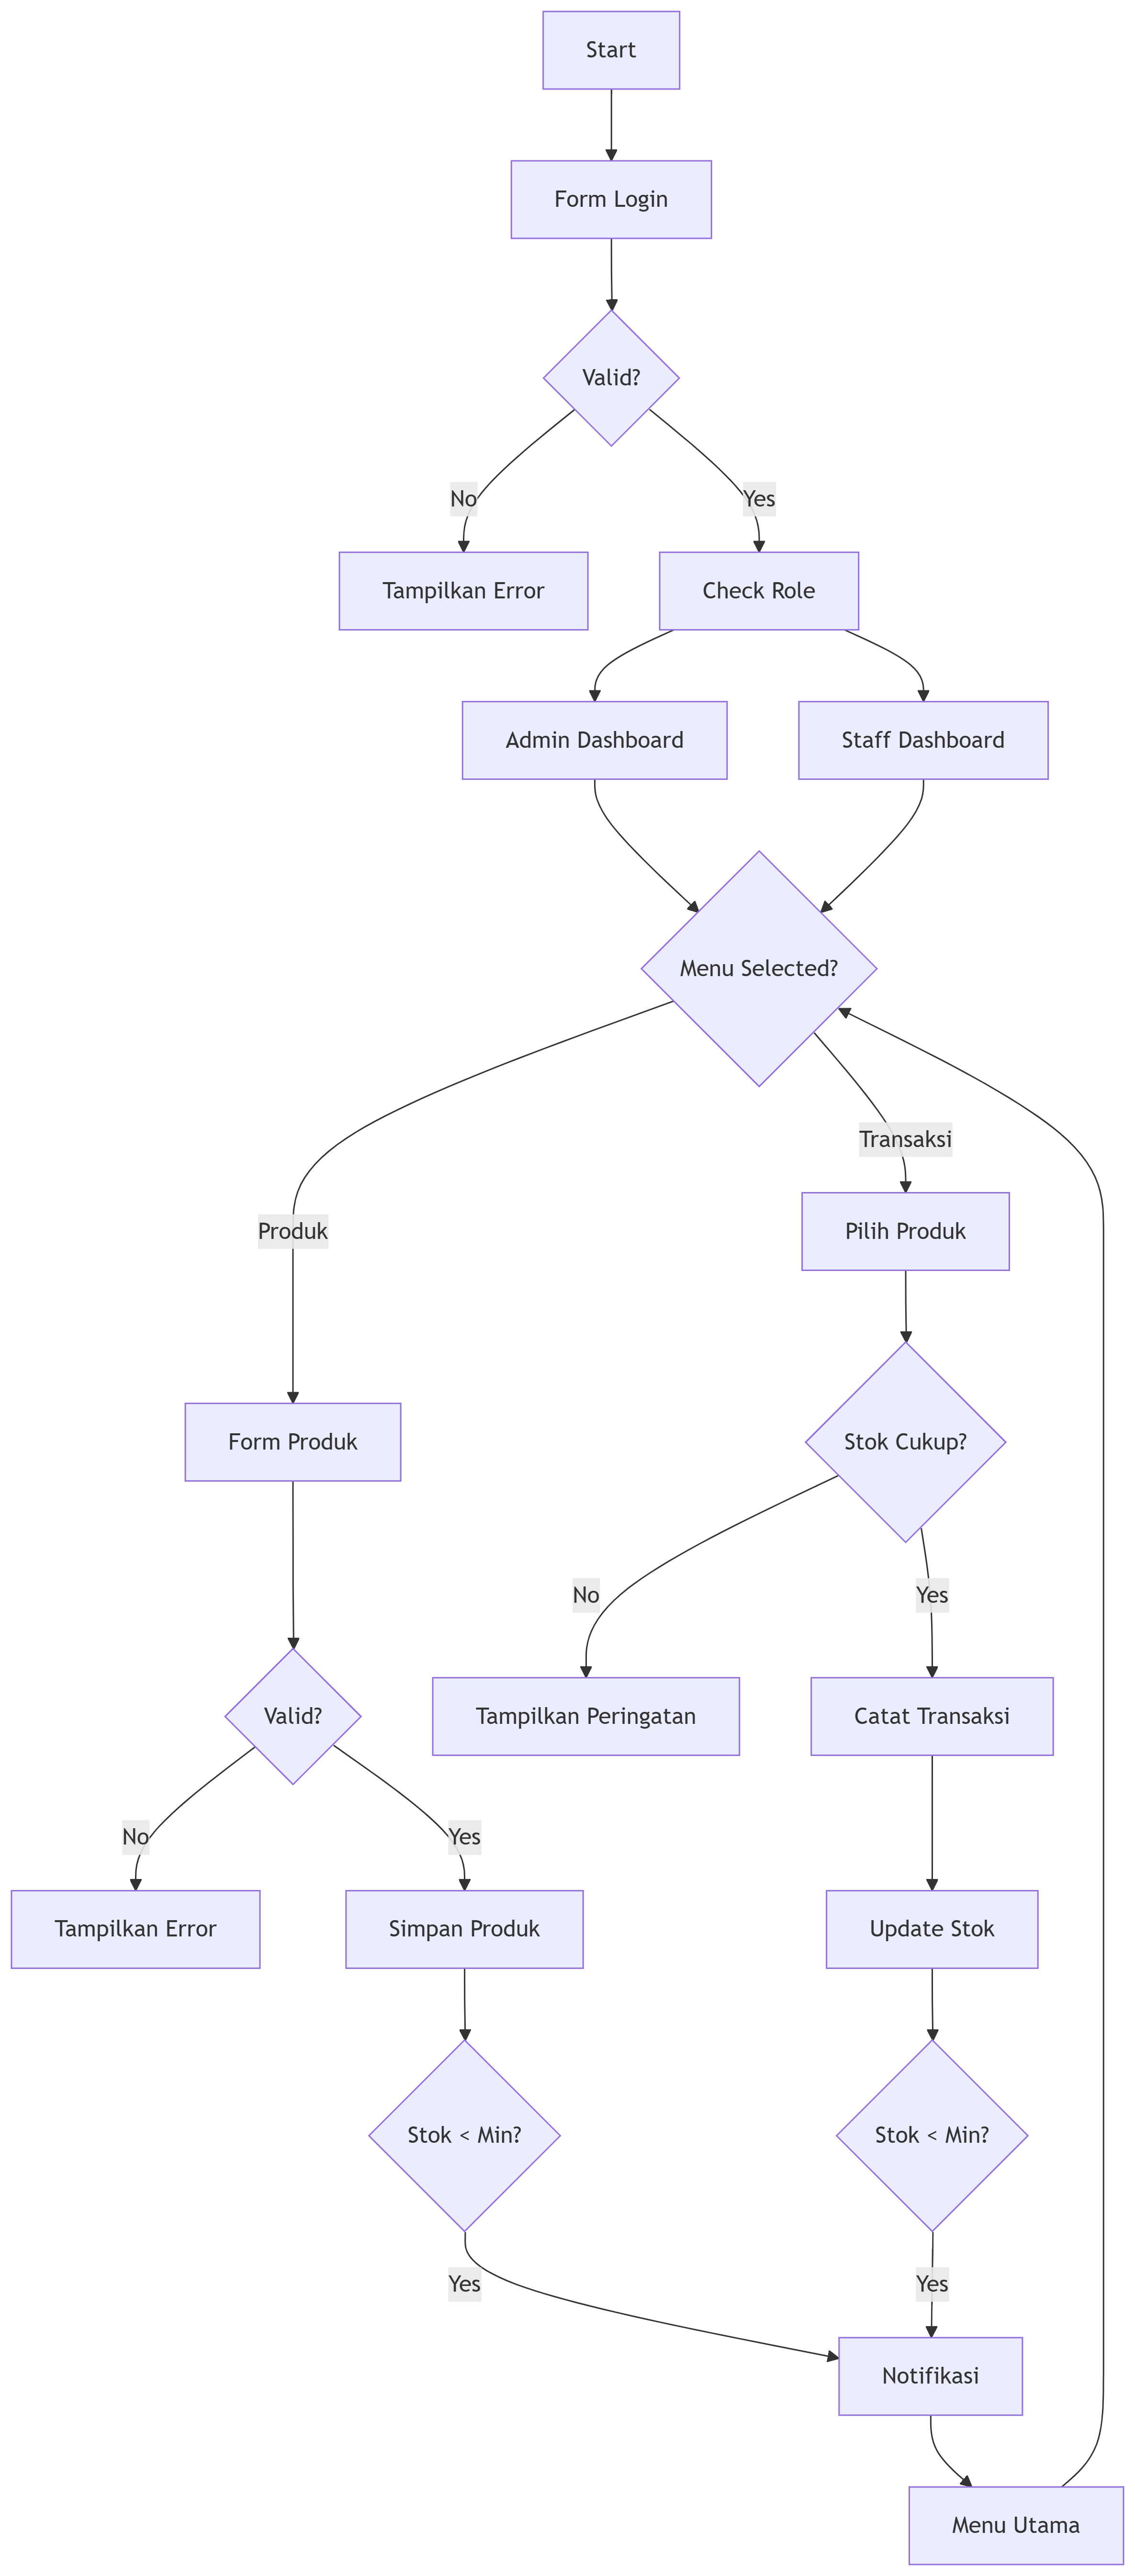 Start
Form Login
Valid?
No
Yes
Tampilkan Error
Check Role
Admin Dashboard
Staff Dashboard
Menu Selected?
Transaksi
Produk
Pilih Produk
Form Produk
Stok Cukup?
No
Yes
Valid?
Tampilkan Peringatan
Catat Transaksi
No
Yes
Tampilkan Error
Simpan Produk
Update Stok
Stok < Min?
Stok < Min?
Yes
Yes
Notifikasi
Menu Utama